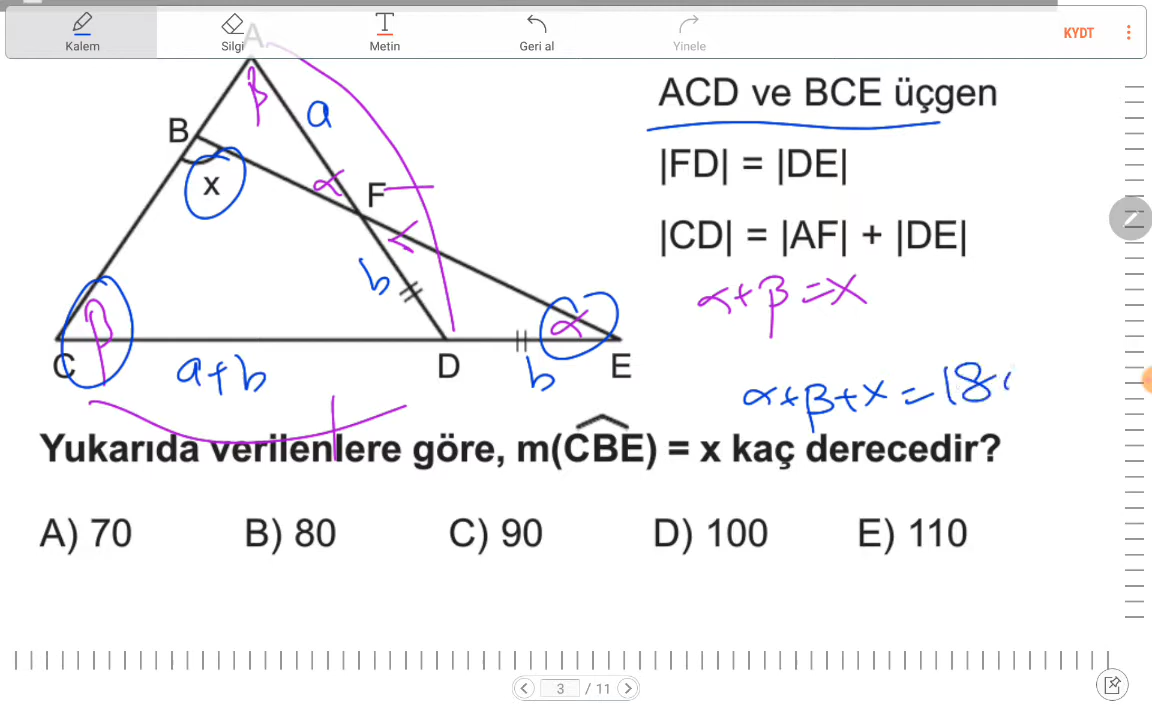 Kalem Silgi Metin Geri al Yinele KYDT
A
β
a
B
x
α F
α
b
β
α
C
a+b
D
b
E
ACD ve BCE üçgen
|FD| = |DE|
|CD| = |AF| + |DE|
α+β=x
α+β+x=18
Yukarıda verilenlere göre, m(CBE) = x kaç derecedir?
A) 70 B) 80 C) 90 D) 100 E) 110
3 / 11